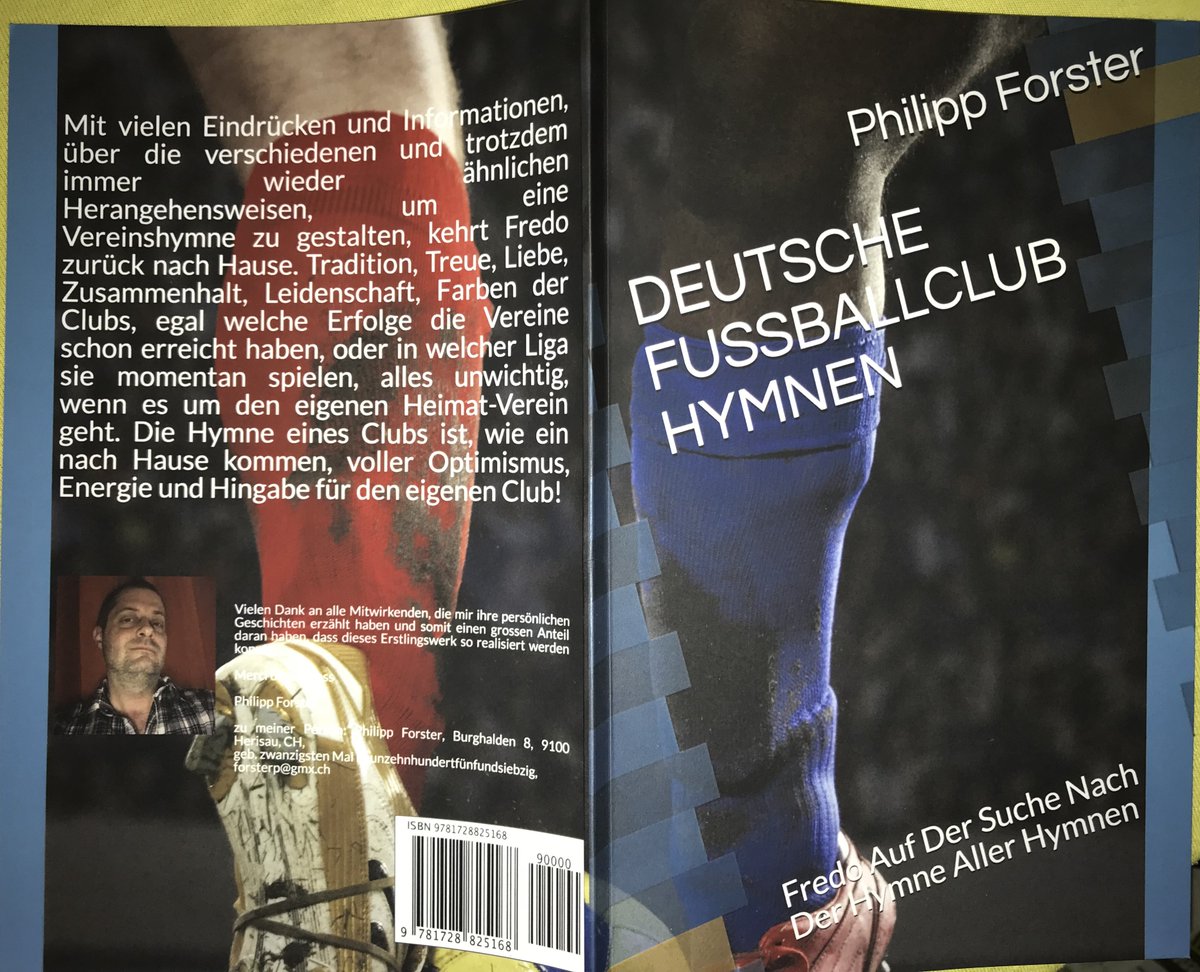 Mit vielen Eindrücken und Informationen,
über die verschiedenen und trotzdem
immer wieder ähnlichen
Herangehensweisen, um eine
Vereinshymne zu gestalten, kehrt Fredo
zurück nach Hause. Tradition, Treue, Liebe,
Zusammenhalt, Leidenschaft, Farben der
Clubs, egal welche Erfolge die Vereine
schon erreicht haben, oder in welcher Liga
sie momentan spielen, alles unwichtig,
wenn es um den eigenen Heimat-Verein
geht. Die Hymne eines Clubs ist, wie ein
nach Hause kommen, voller Optimismus,
Energie und Hingabe für den eigenen Club!
Vielen Dank an alle Mitwirkenden, die mir ihre persönlichen
Geschichten erzählt haben und somit einen grossen Anteil
daran haben, dass dieses Erstlingswerk so realisiert werden
Philipp
zu meiner Philipp Forster, Burghalden 8, 9100
Herisau, CH,
geb. zwanzigsten Mai
forsterp@gmx.ch
ISBN 9781728825168
90000
9 781728 825168
Philipp Forster
DEUTSCHE
FUSSBALLCLUB
HYMNEN
Fredo Auf Der Suche Nach
Der Hymne Aller Hymnen